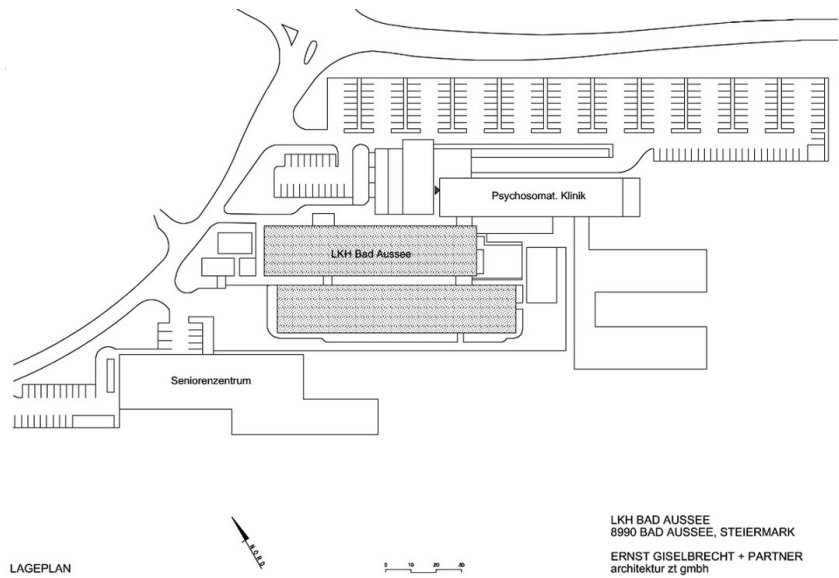 Psychosomat. Klinik
LKH Bad Aussee
Seniorenzentrum
LAGEPLAN
NORD
0 10 20 30
LKH BAD AUSSEE
8990 BAD AUSSEE, STEIERMARK
ERNST GISELBRECHT + PARTNER
architektur zt gmbh